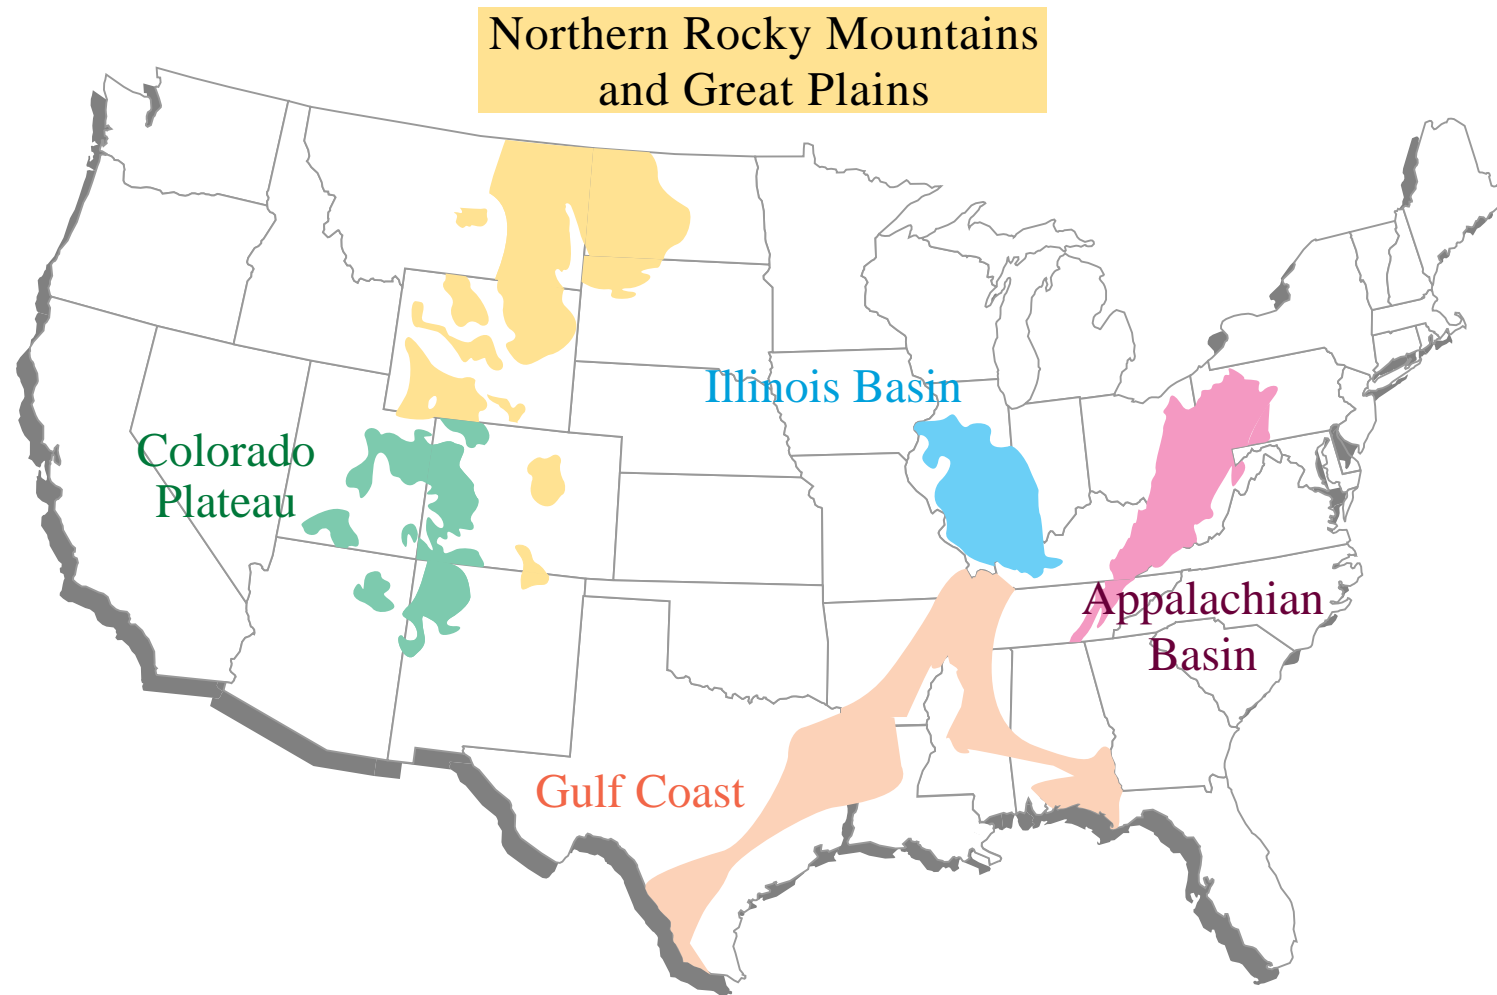 Northern Rocky Mountains
and Great Plains
Illinois Basin
Colorado
Plateau
Appalachian
Basin
Gulf Coast